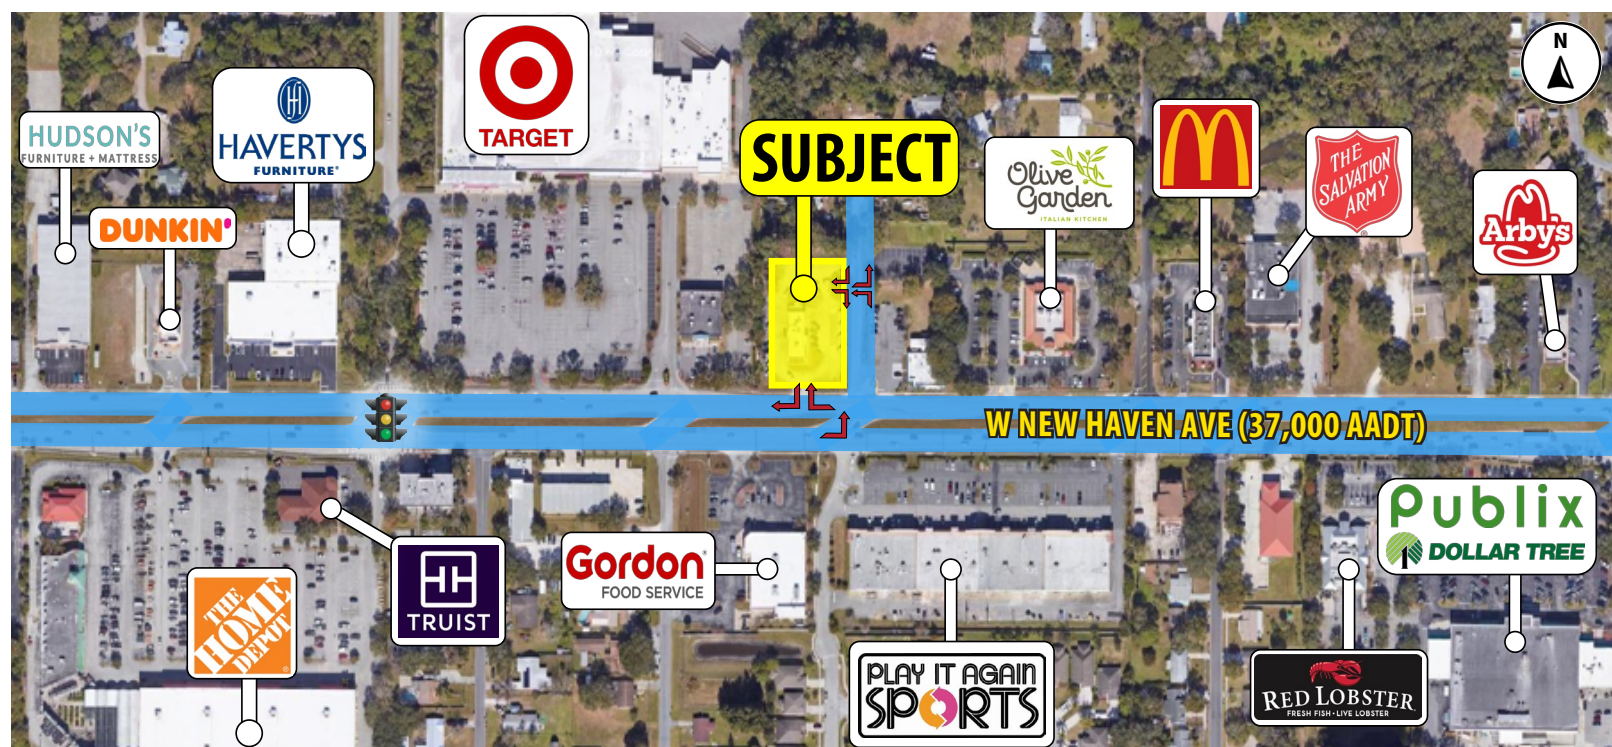 N
TARGET
HAVERTYS
FURNITURE®
HUDSON'S
FURNITURE + MATTRESS
SUBJECT
DUNKIN'
Olive
Garden
ITALIAN KITCHEN
THE
SALVATION
ARMY
Arby's
W NEW HAVEN AVE (37,000 AADT)
Publix
DOLLAR TREE
1
Gordon
FOOD SERVICE
TRUIST
THE
HOME
DEPOT
PLAY IT AGAIN
SPORTS
RED LOBSTER
FRESH FISH • LIVE LOBSTER